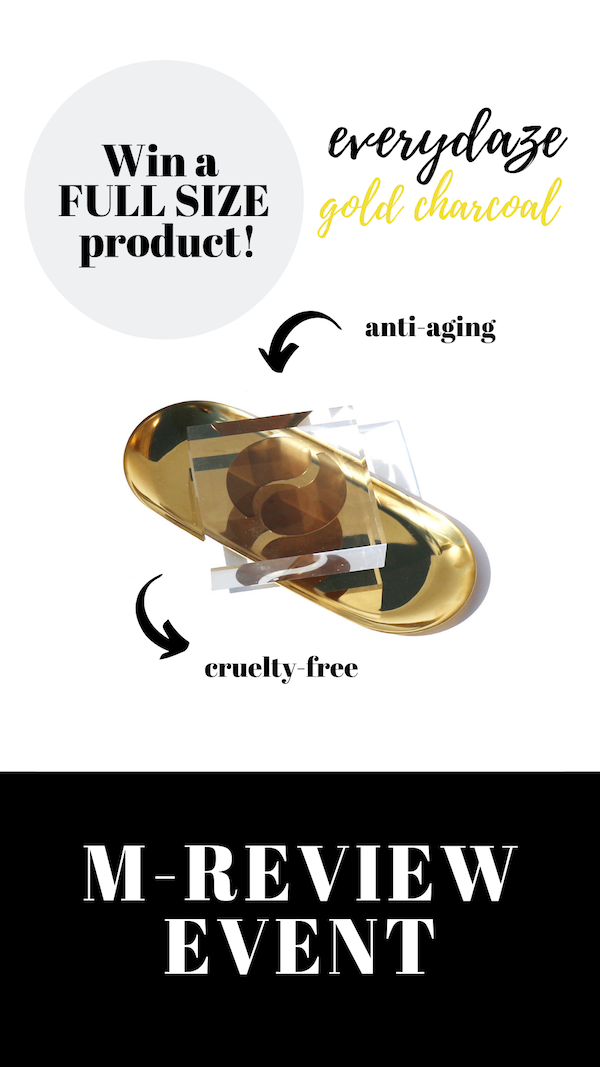 Win a
FULL SIZE
product!
everydaze
gold charcoal
anti-aging
cruelty-free
M-REVIEW
EVENT